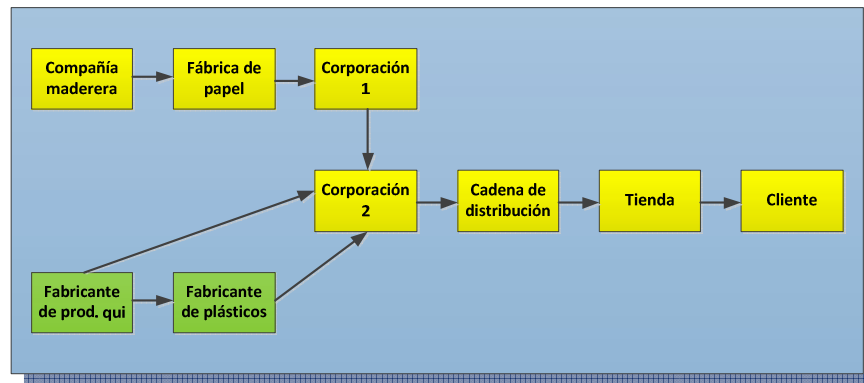 Compañía
maderera
Fábrica de
papel
Corporación
1
Corporación
2
Cadena de
distribución
Tienda
Cliente
Fabricante
de prod. qui
Fabricante
de plásticos